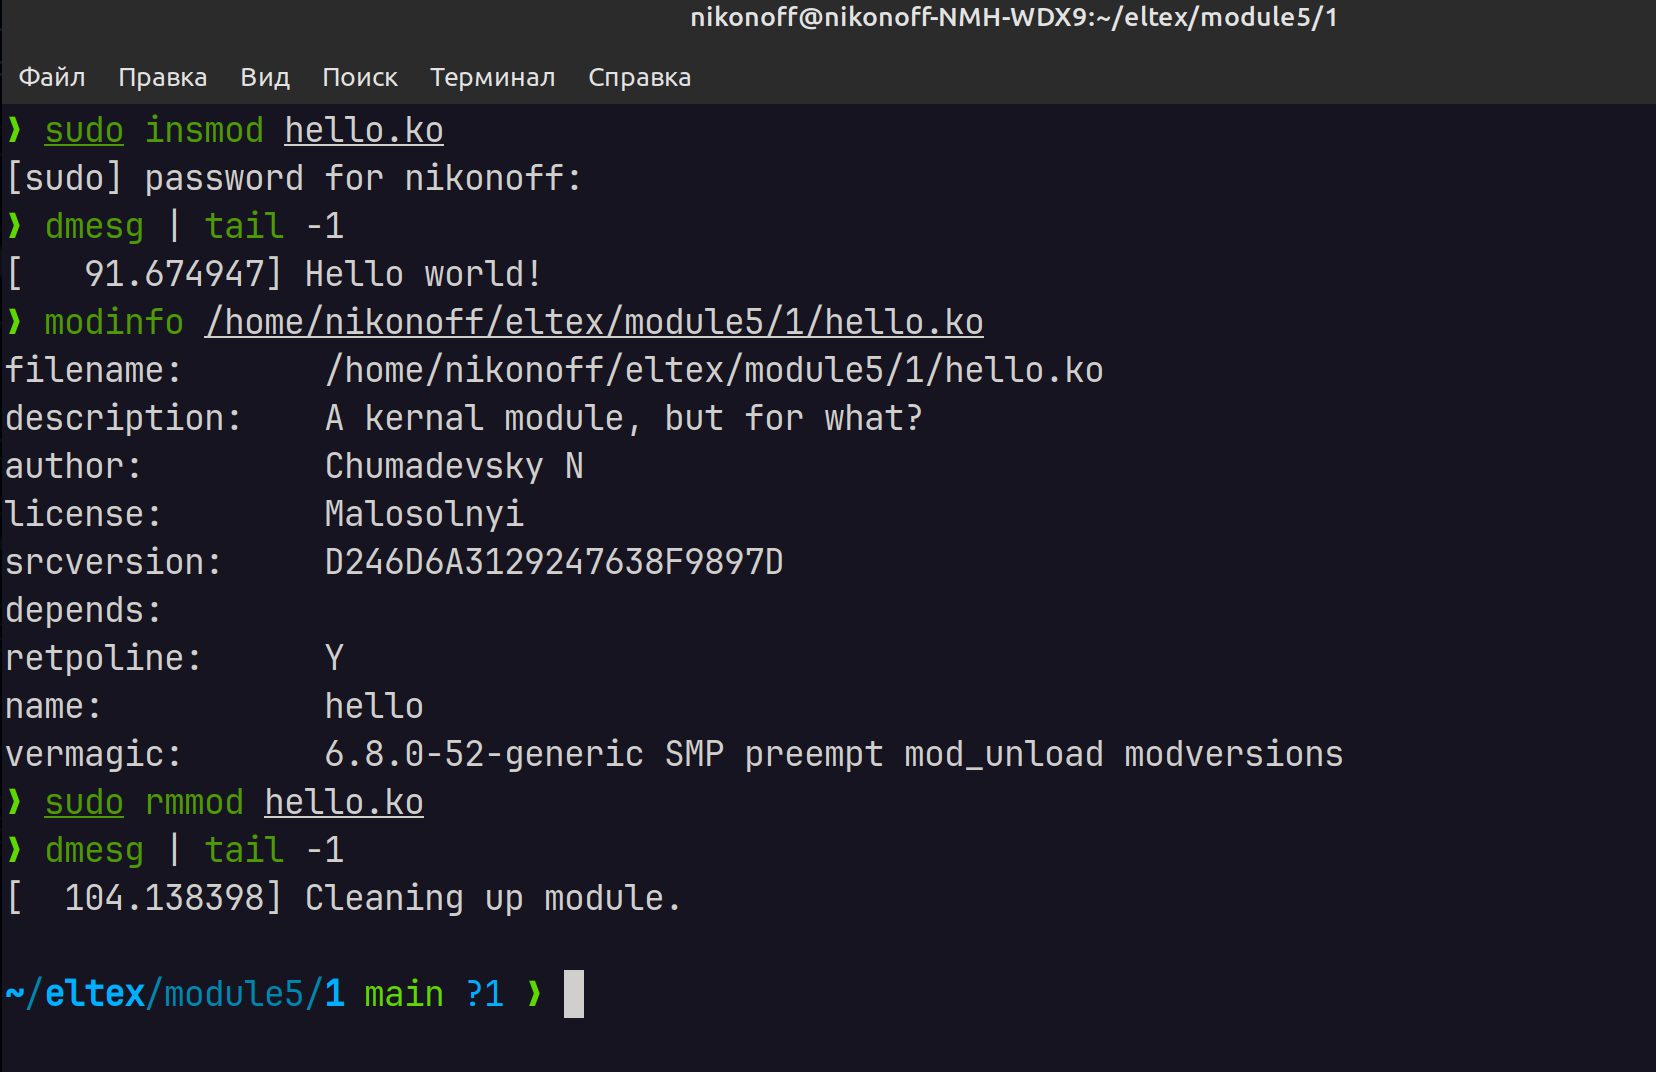 nikonoff@nikonoff-NMH-WDX9:~/eltex/module5/1
Файл Правка Вид Поиск Терминал Справка
❱ sudo insmod hello.ko
[sudo] password for nikonoff:
❱ dmesg | tail -1
[   91.674947] Hello world!
❱ modinfo /home/nikonoff/eltex/module5/1/hello.ko
filename:       /home/nikonoff/eltex/module5/1/hello.ko
description:    A kernal module, but for what?
author:         Chumadevsky N
license:        Malosolnyi
srcversion:     D246D6A3129247638F9897D
depends:
retpoline:      Y
name:           hello
vermagic:       6.8.0-52-generic SMP preempt mod_unload modversions
❱ sudo rmmod hello.ko
❱ dmesg | tail -1
[  104.138398] Cleaning up module.
~/eltex/module5/1 main ?1 ❱